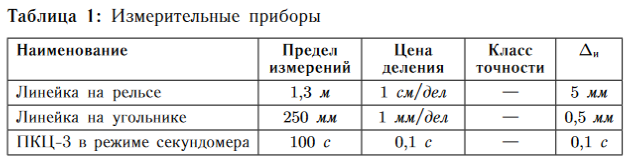 Таблица 1: Измерительные приборы
Наименование Предел измерений Цена деления Класс точности Δи
Линейка на рельсе 1,3 м 1 см/дел — 5 мм
Линейка на угольнике 250 мм 1 мм/дел — 0,5 мм
ПКЦ-3 в режиме секундомера 100 с 0,1 с — 0,1 с